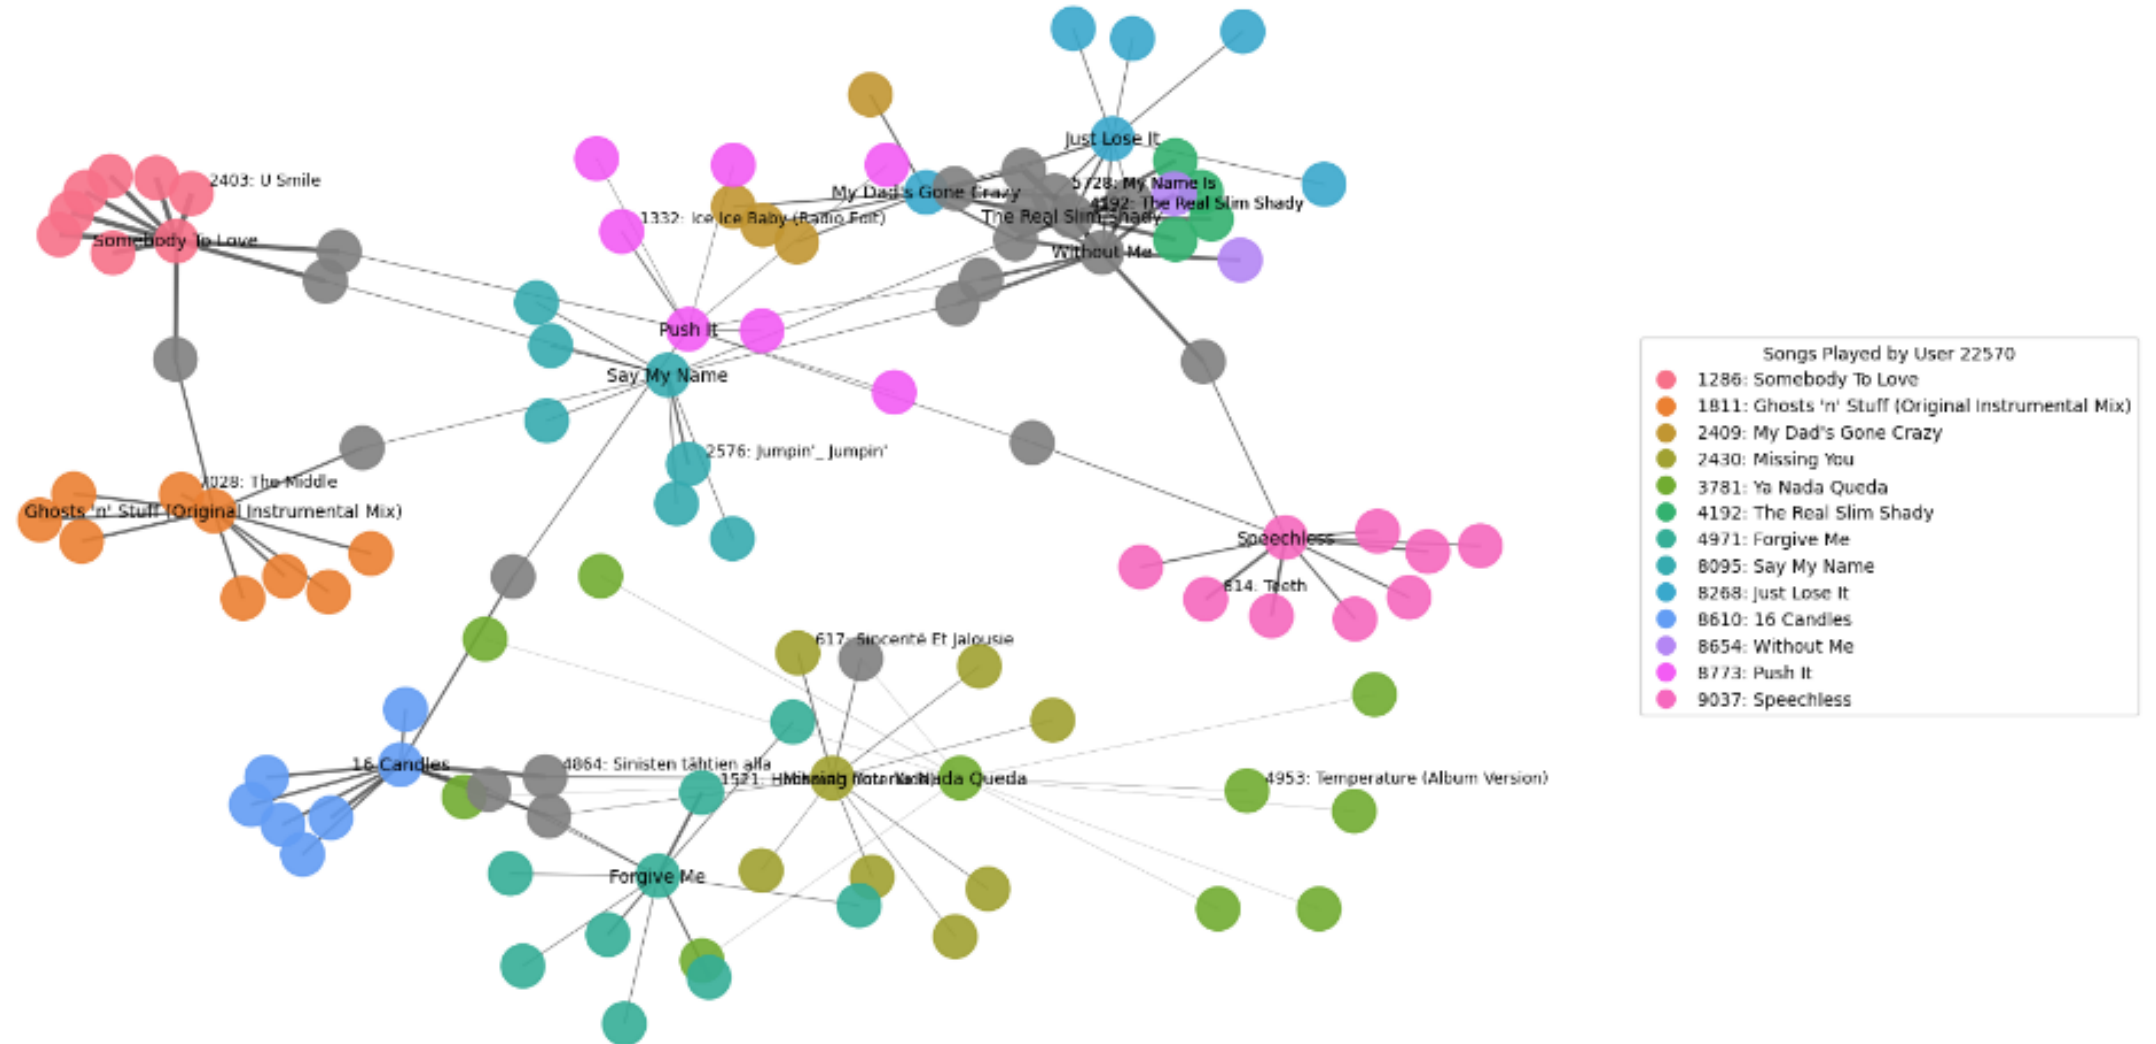 Just Lose It
2403: U Smile
5728: My Name Is
My Dad's Gone Crazy
4192: The Real Slim Shady
1332: Ice Ice Baby (Radio Edit)
The Real Slim Shady
Somebody To Love
Without Me
Push It
Say My Name
2576: Jumpin'_ Jumpin'
7028: The Middle
Ghosts 'n' Stuff (Original Instrumental Mix)
Speechless
814: Teeth
617: Sincerité Et Jalousie
16 Candles
4864: Sinisten tähtien alla
1521:
Missing You
Ya Nada Queda
4953: Temperature (Album Version)
Forgive Me
Songs Played by User 22570
1286: Somebody To Love
1811: Ghosts 'n' Stuff (Original Instrumental Mix)
2409: My Dad's Gone Crazy
2430: Missing You
3781: Ya Nada Queda
4192: The Real Slim Shady
4971: Forgive Me
8095: Say My Name
8268: Just Lose It
8610: 16 Candles
8654: Without Me
8773: Push It
9037: Speechless